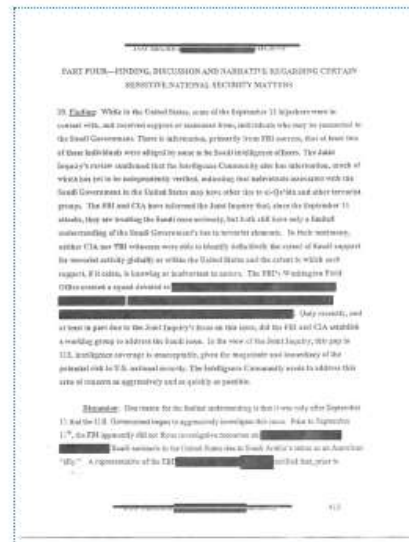 PART FOUR—FINDING, DISCUSSION AND NARRATIVE REGARDING CERTAIN
SENSITIVE NATIONAL SECURITY MATTERS
20. Finding: While in the United States, some of the September 11 hijackers were in
contact with, and received support or assistance from, individuals who may be connected to
the Saudi Government. There is information, primarily from FBI sources, that at least two
of those individuals were alleged by some to be Saudi intelligence officers. The Joint
Inquiry's review confirmed that the Intelligence Community also has information, much of
which has yet to be independently verified, indicating that individuals associated with the
Saudi Government in the United States may have other ties to al-Qa'ida and other terrorist
groups. The FBI and CIA have informed the Joint Inquiry that, since the September 11
attacks, they are treating the Saudi issue seriously, but both still have only a limited
understanding of the Saudi Government's ties to terrorist elements. In their testimony,
neither CIA nor FBI witnesses were able to identify definitively the extent of Saudi support
for terrorist activity globally or within the United States and the extent to which such
support, if it exists, is knowing or inadvertent in nature. The FBI's Washington Field
Office created a squad devoted to
. Only recently, and
at least in part due to the Joint Inquiry's focus on this issue, did the FBI and CIA establish
a working group to address the Saudi issue. In the view of the Joint Inquiry, this gap in
U.S. intelligence coverage is unacceptable, given the magnitude and immediacy of the
potential risk to U.S. national security. The Intelligence Community needs to address this
area of concern as aggressively and as quickly as possible.
Discussion: One reason for the limited understanding is that it was only after September
11 that the U.S. Government began to aggressively investigate this issue. Prior to September
11th, the FBI apparently did not focus investigative resources on
Saudi nationals in the United States due to Saudi Arabia's status as an American
"ally". A representative of the FBI testified that, prior to
415